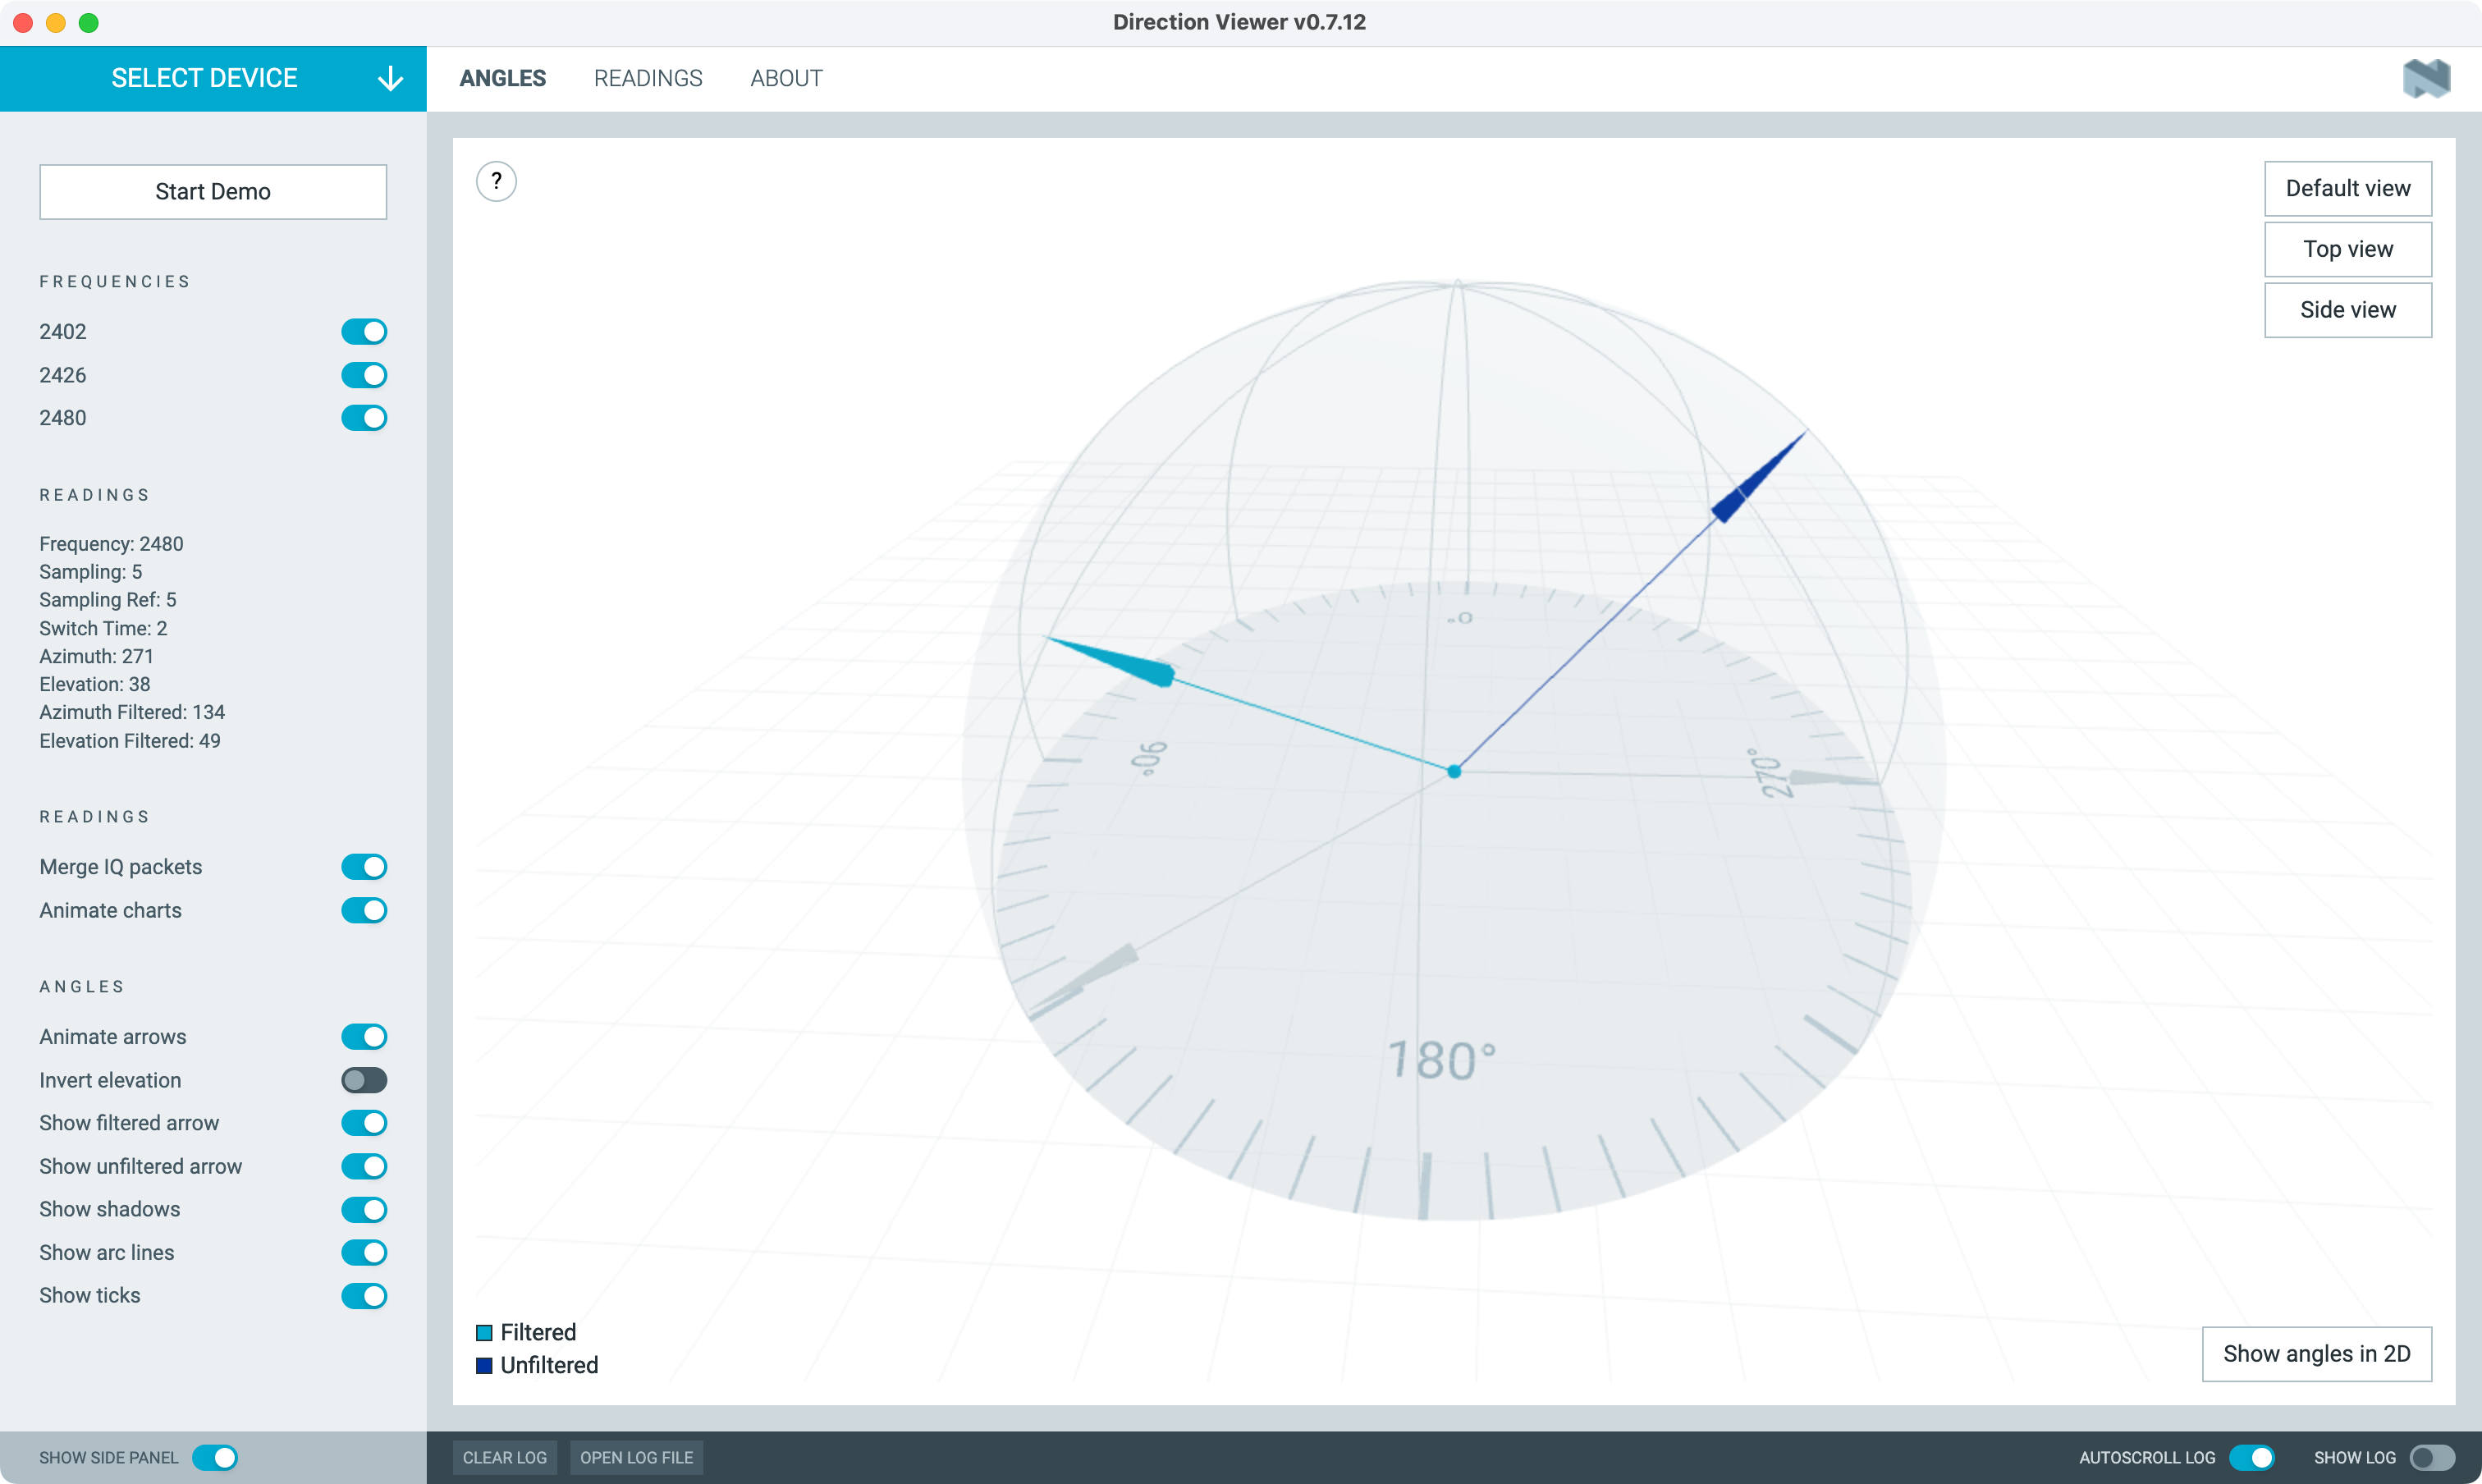 Direction Viewer v0.7.12
SELECT DEVICE
ANGLES
READINGS
ABOUT
Start Demo
FREQUENCIES
2402
2426
2480
READINGS
Frequency: 2480
Sampling: 5
Sampling Ref: 5
Switch Time: 2
Azimuth: 271
Elevation: 38
Azimuth Filtered: 134
Elevation Filtered: 49
READINGS
Merge IQ packets
Animate charts
ANGLES
Animate arrows
Invert elevation
Show filtered arrow
Show unfiltered arrow
Show shadows
Show arc lines
Show ticks
SHOW SIDE PANEL
?
Default view
Top view
Side view
0°
90°
270°
180°
Filtered
Unfiltered
Show angles in 2D
CLEAR LOG
OPEN LOG FILE
AUTOSCROLL LOG
SHOW LOG